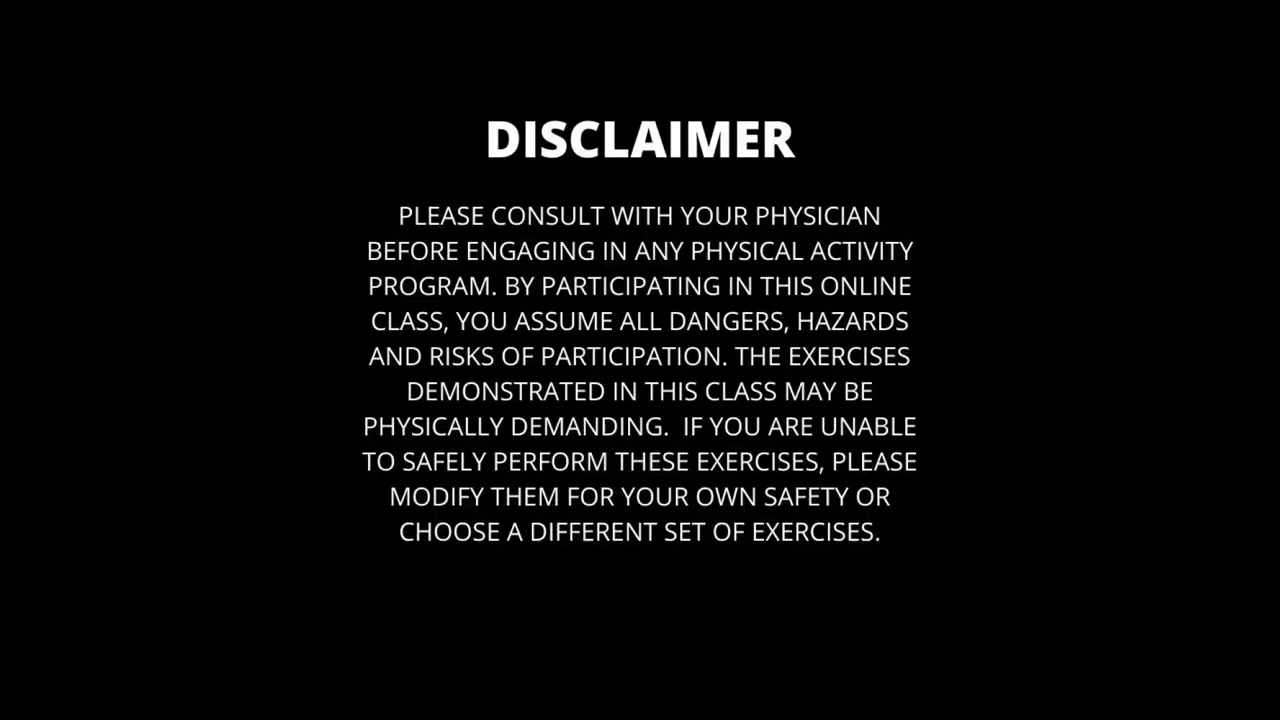 DISCLAIMER
PLEASE CONSULT WITH YOUR PHYSICIAN
BEFORE ENGAGING IN ANY PHYSICAL ACTIVITY
PROGRAM. BY PARTICIPATING IN THIS ONLINE
CLASS, YOU ASSUME ALL DANGERS, HAZARDS
AND RISKS OF PARTICIPATION. THE EXERCISES
DEMONSTRATED IN THIS CLASS MAY BE
PHYSICALLY DEMANDING.  IF YOU ARE UNABLE
TO SAFELY PERFORM THESE EXERCISES, PLEASE
MODIFY THEM FOR YOUR OWN SAFETY OR
CHOOSE A DIFFERENT SET OF EXERCISES.